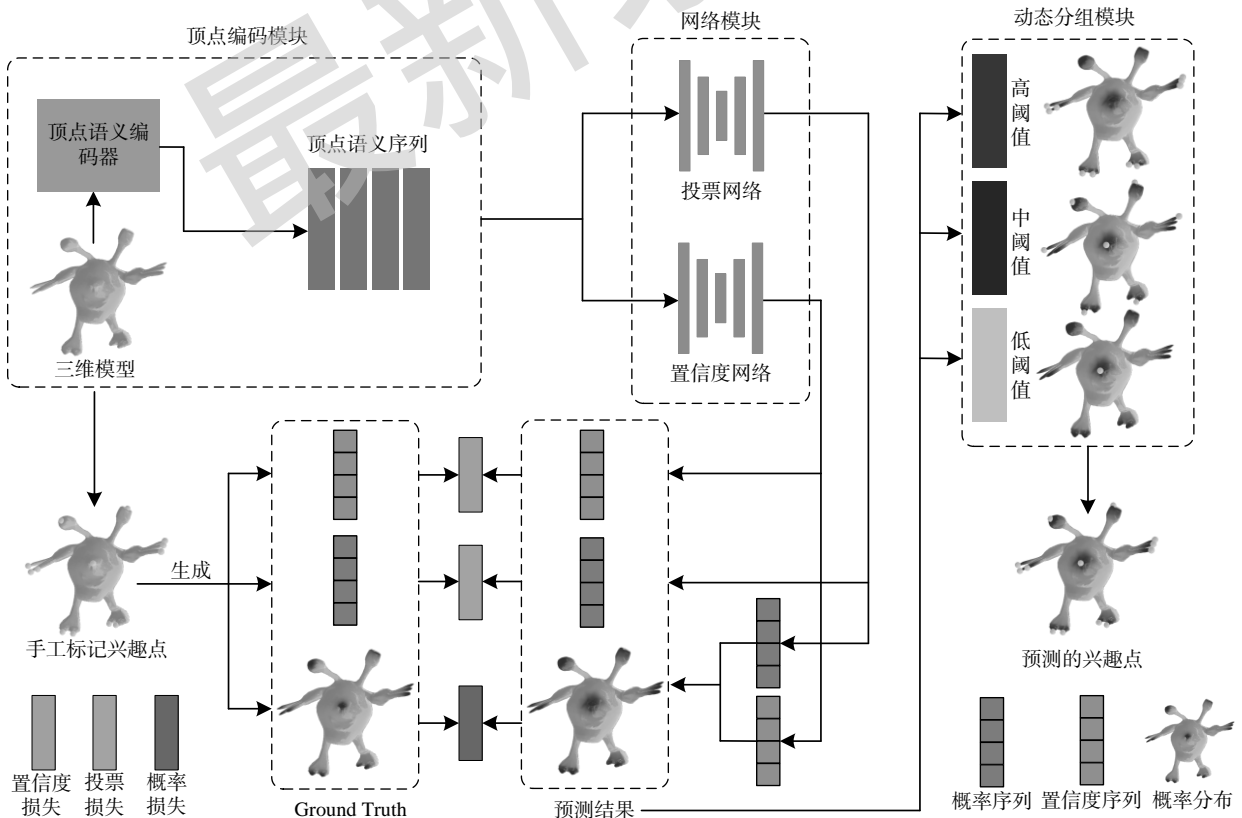 顶点编码模块
网络模块
动态分组模块
顶点语义编
码器
顶点语义序列
三维模型
投票网络
置信度网络
高
阈
值
中
阈
值
低
阈
值
生成
手工标记兴趣点
预测的兴趣点
置信度
损失
投票
损失
概率
损失
Ground Truth
预测结果
概率序列
置信度序列
概率分布
最新